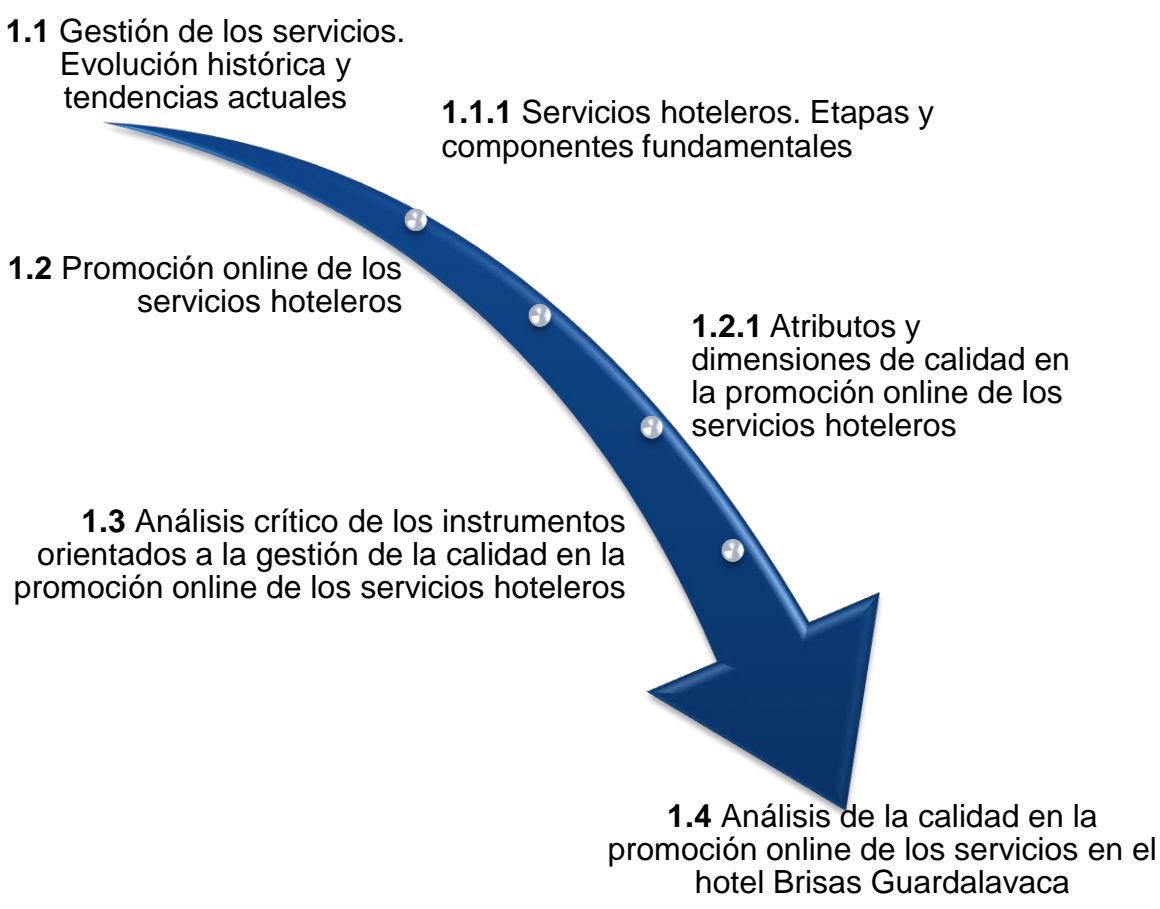 1.1 Gestión de los servicios.
Evolución histórica y
tendencias actuales
1.1.1 Servicios hoteleros. Etapas y
componentes fundamentales
1.2 Promoción online de los
servicios hoteleros
1.2.1 Atributos y
dimensiones de calidad en
la promoción online de los
servicios hoteleros
1.3 Análisis crítico de los instrumentos
orientados a la gestión de la calidad en la
promoción online de los servicios hoteleros
1.4 Análisis de la calidad en la
promoción online de los servicios en el
hotel Brisas Guardalavaca